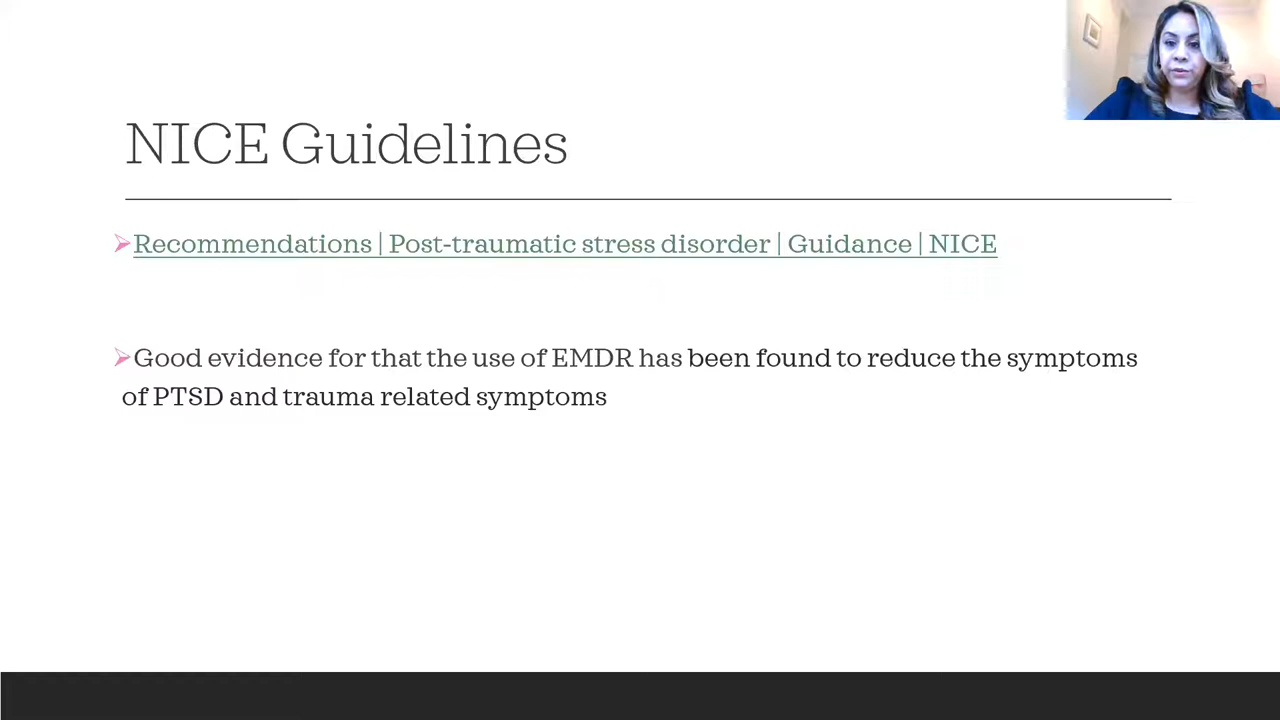 NICE Guidelines
Recommendations | Post-traumatic stress disorder | Guidance | NICE
Good evidence for that the use of EMDR has been found to reduce the symptoms
of PTSD and trauma related symptoms